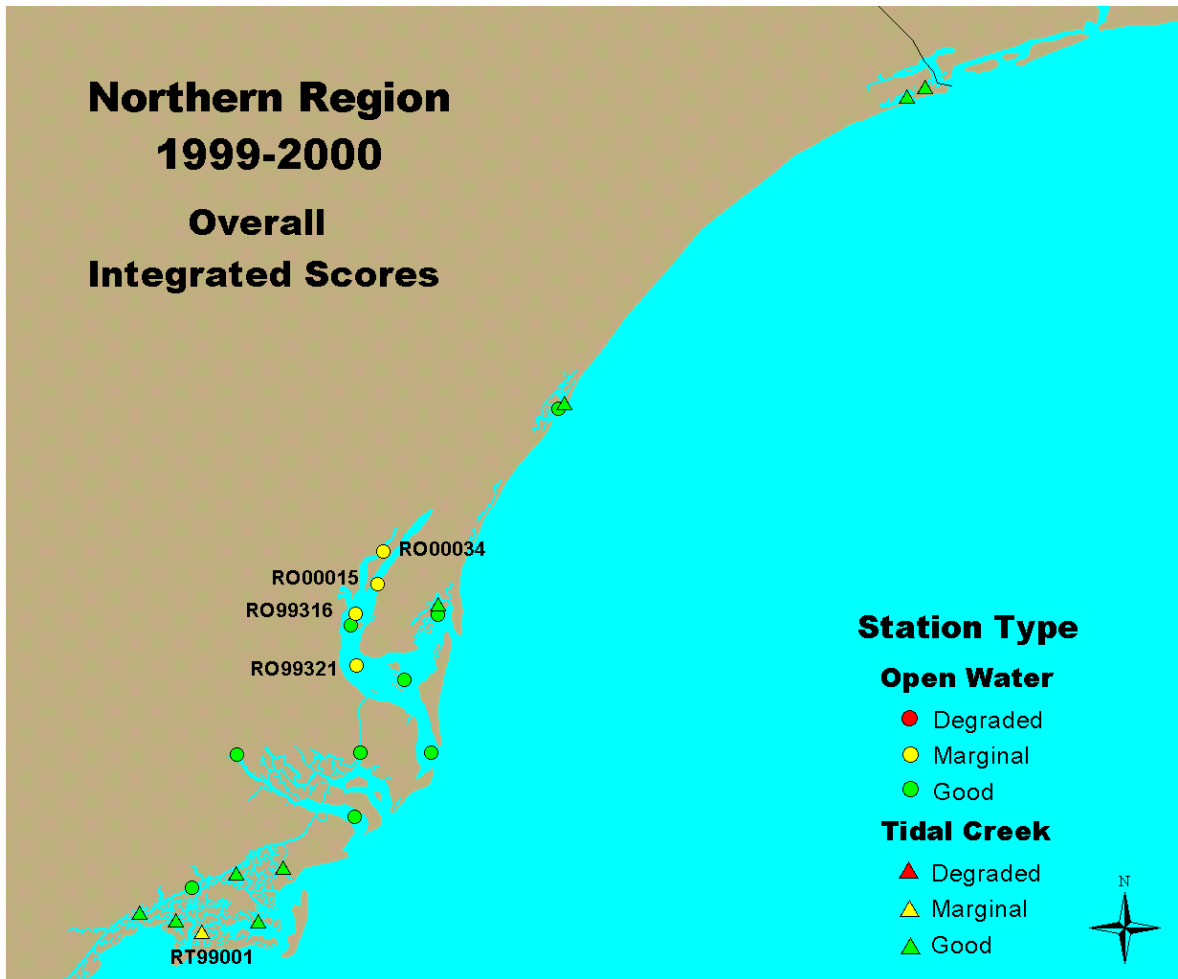 Northern Region
1999-2000
Overall
Integrated Scores
RO00034
RO00015
RO99316
RO99321
RT99001
Station Type
Open Water
Degraded
Marginal
Good
Tidal Creek
Degraded
Marginal
Good
N